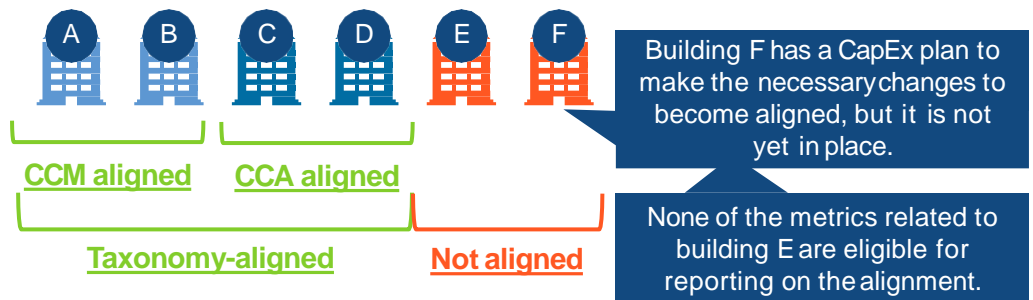 A B C D E F
Building F has a CapEx plan to
make the necessary changes to
become aligned, but it is not
yet in place.
CCM aligned
CCA aligned
None of the metrics related to
building E are eligible for
reporting on the alignment.
Taxonomy-aligned
Not aligned